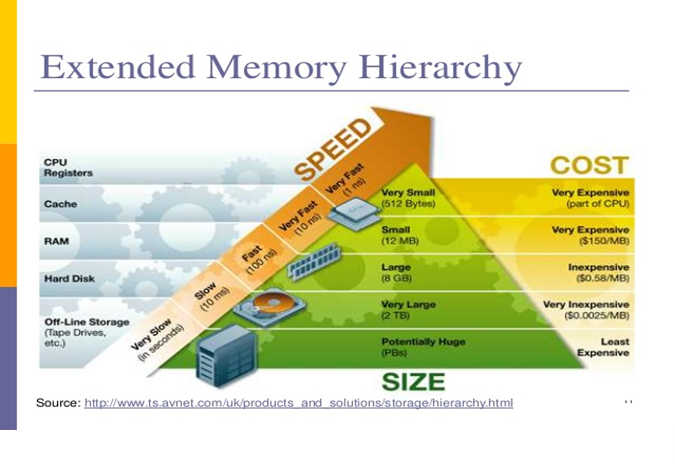 Extended Memory Hierarchy
SPEED
COST
SIZE
CPU
Registers
Cache
RAM
Hard Disk
Off-Line Storage
(Tape Drives,
etc.)
Very Fast
(1 ns)
Very Fast
(10 ns)
Fast
(100 ns)
Slow
(10 ms)
Very Slow
(in seconds)
Very Small
(512 Bytes)
Small
(12 MB)
Large
(8 GB)
Very Large
(2 TB)
Potentially Huge
(PBs)
Very Expensive
(part of CPU)
Very Expensive
($150/MB)
Inexpensive
($0.58/MB)
Very Inexpensive
($0.0025/MB)
Least
Expensive
Source: http://www.ts.avnet.com/uk/products_and_solutions/storage/hierarchy.html